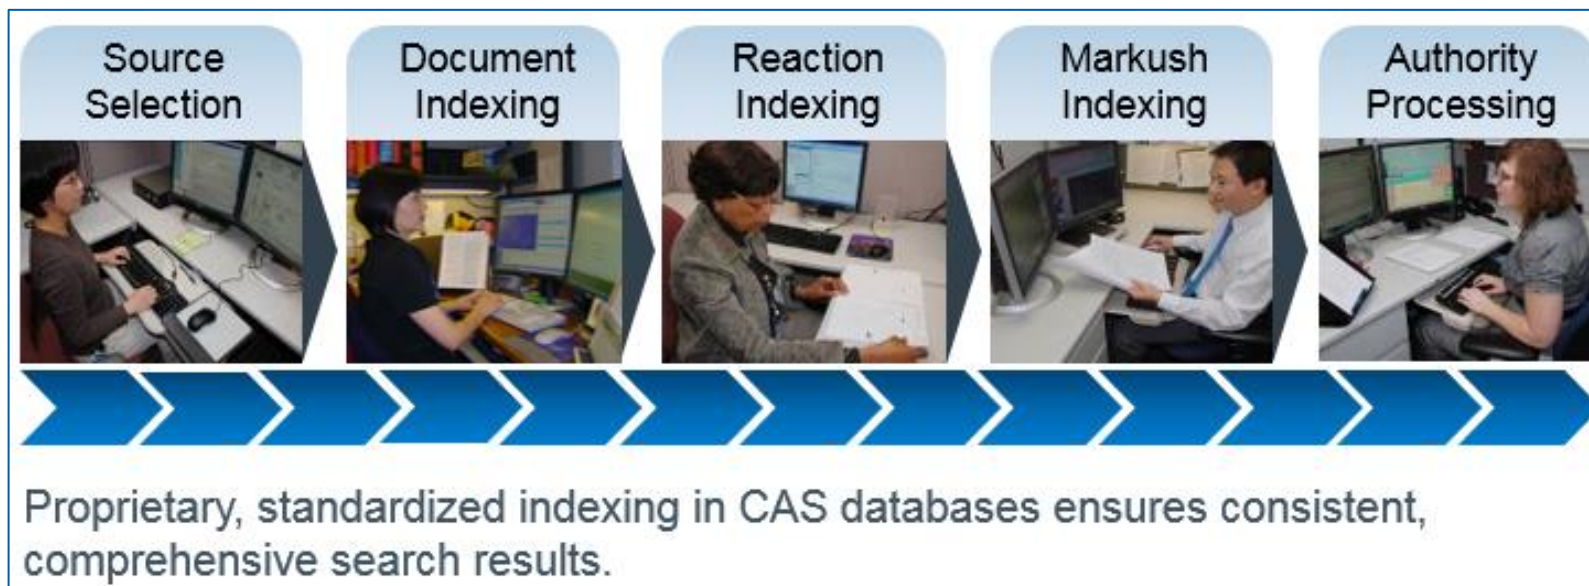 Source
Selection
Document
Indexing
Reaction
Indexing
Markush
Indexing
Authority
Processing
Proprietary, standardized indexing in CAS databases ensures consistent,
comprehensive search results.